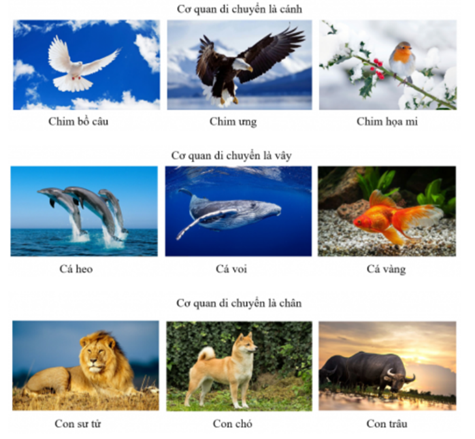 Cơ quan di chuyển là cánh
Chim bồ câu
Chim ưng
Chim họa mi
Cơ quan di chuyển là vây
Cá heo
Cá voi
Cá vàng
Cơ quan di chuyển là chân
Con sư tử
Con chó
Con trâu